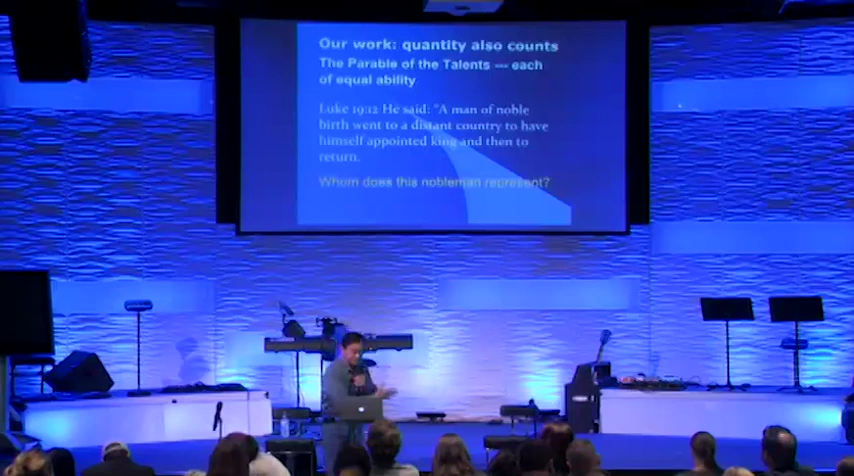 Our work: quantity also counts
The Parable of the Talents — each
of equal ability.
Luke 19:12 He said: "A man of noble
birth went to a distant country to have
himself appointed king and then to
return.
Whom does this nobleman represent?